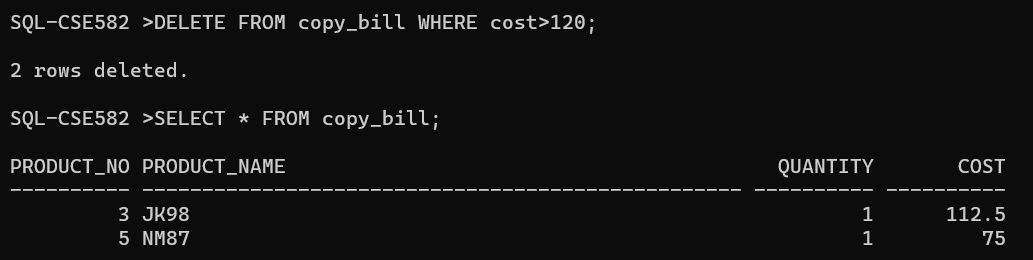 SQL-CSE582 >DELETE FROM copy_bill WHERE cost>120;
2 rows deleted.
SQL-CSE582 >SELECT * FROM copy_bill;
PRODUCT_NO PRODUCT_NAME                                         QUANTITY       COST
---------- -------------------------------------------------- ---------- ----------
         3 JK98                                                        1      112.5
         5 NM87                                                        1         75